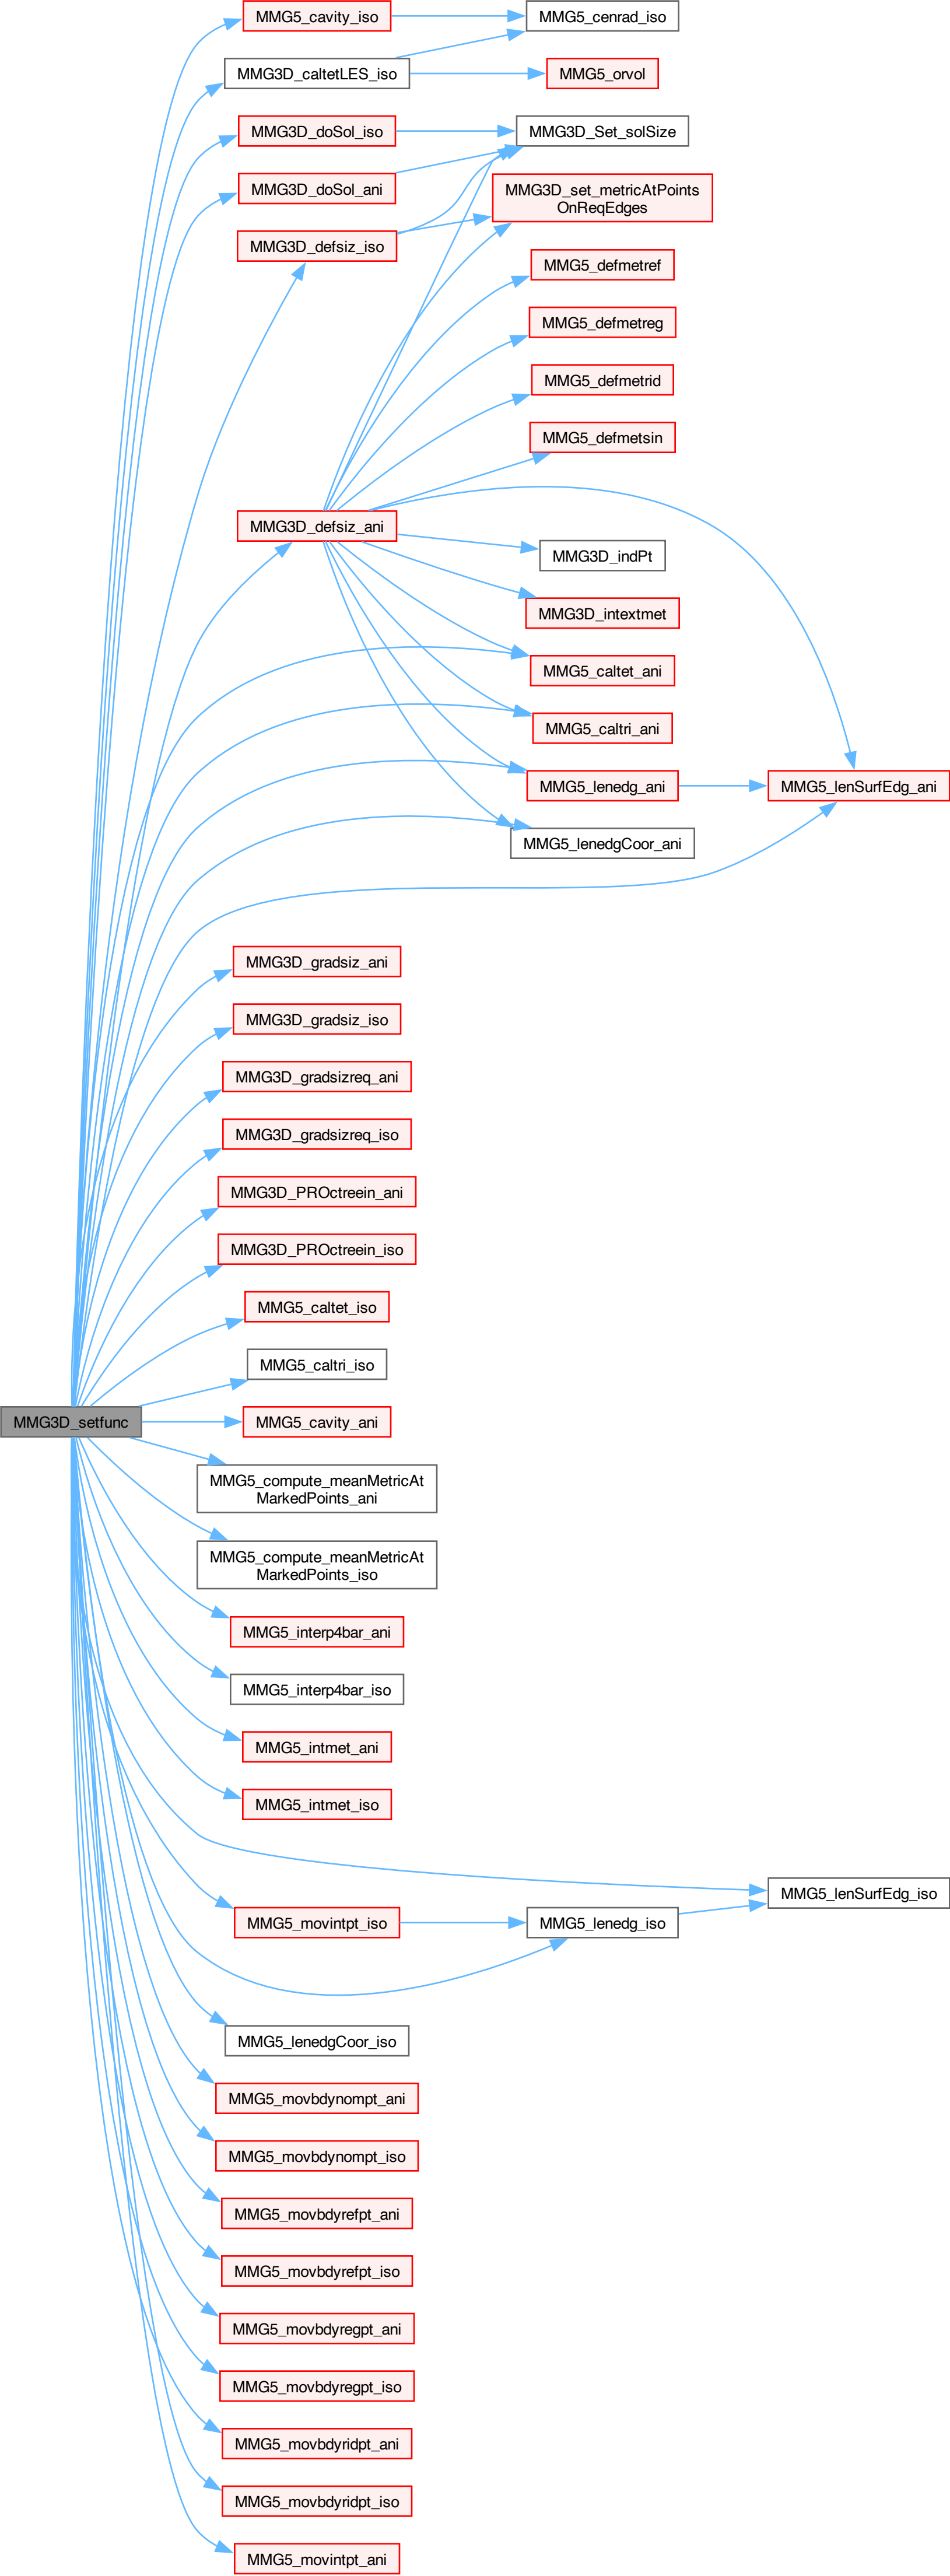 MMG5_cavity_iso
MMG5_cenrad_iso
MMG3D_caltetLES_iso
MMG5_orvol
MMG3D_doSol_iso
MMG3D_Set_solSize
MMG3D_doSol_ani
MMG3D_set_metricAtPoints
OnReqEdges
MMG3D_defsiz_iso
MMG5_defmetref
MMG5_defmetreg
MMG5_defmetrid
MMG5_defmetsin
MMG3D_defsiz_ani
MMG3D_indPt
MMG3D_intextmet
MMG5_caltet_ani
MMG5_caltri_ani
MMG5_lenedg_ani
MMG5_lenSurfEdg_ani
MMG5_lenedgCoor_ani
MMG3D_gradsiz_ani
MMG3D_gradsiz_iso
MMG3D_gradsizreq_ani
MMG3D_gradsizreq_iso
MMG3D_PROctreein_ani
MMG3D_PROctreein_iso
MMG5_caltet_iso
MMG5_caltri_iso
MMG3D_setfunc
MMG5_cavity_ani
MMG5_compute_meanMetricAt
MarkedPoints_ani
MMG5_compute_meanMetricAt
MarkedPoints_iso
MMG5_interp4bar_ani
MMG5_interp4bar_iso
MMG5_intmet_ani
MMG5_intmet_iso
MMG5_lenSurfEdg_iso
MMG5_movintpt_iso
MMG5_lenedg_iso
MMG5_lenedgCoor_iso
MMG5_movbdynompt_ani
MMG5_movbdynompt_iso
MMG5_movbdyrefpt_ani
MMG5_movbdyrefpt_iso
MMG5_movbdyregpt_ani
MMG5_movbdyregpt_iso
MMG5_movbdyridpt_ani
MMG5_movbdyridpt_iso
MMG5_movintpt_ani